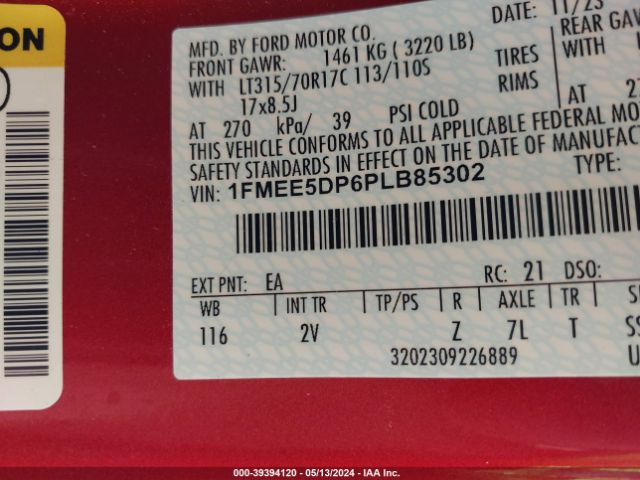 ON
MFD. BY FORD MOTOR CO.
DATE: 11/23
FRONT GAWR: 1461 KG ( 3220 LB)
REAR GAW
WITH LT315/70R17C 113/110S TIRES
WITH
17x8.5J RIMS
AT 270 kPa/ 39 PSI COLD
AT 27
THIS VEHICLE CONFORMS TO ALL APPLICABLE FEDERAL MO
SAFETY STANDARDS IN EFFECT ON THE DATE OF MANUFAC
VIN: 1FMEE5DP6PLB85302 TYPE:
EXT PNT: EA RC: 21 DSO:
WB INT TR TP/PS R AXLE TR S
116 2V Z 7L T SS
3202309226889 U
000-39394120 - 05/13/2024 - IAAI.COM